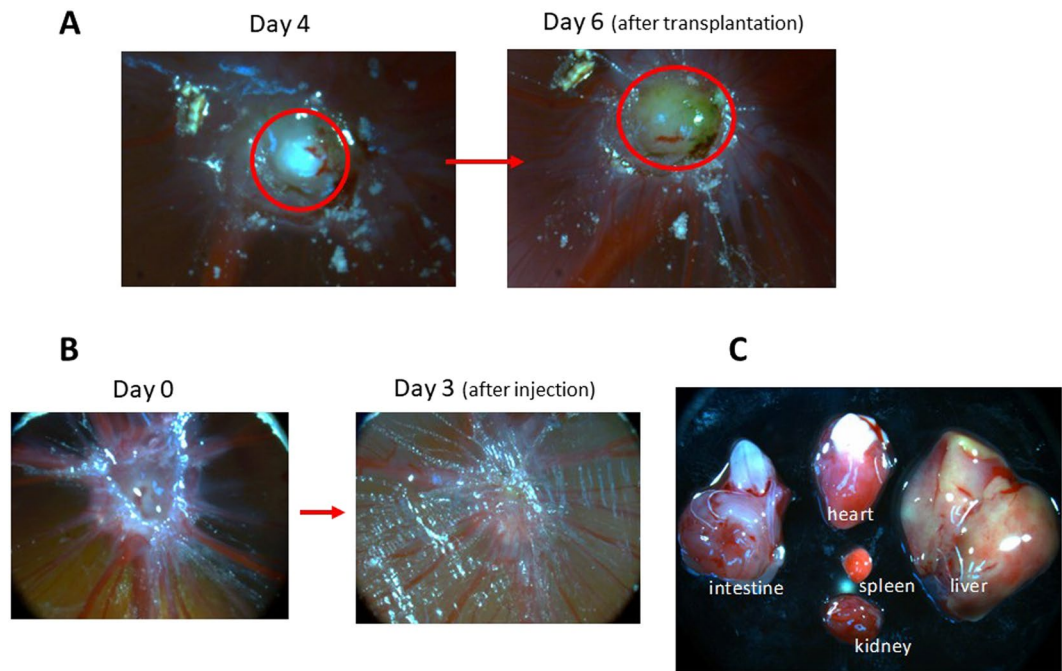 A
Day 4
Day 6 (after transplantation)
B
Day 0
Day 3 (after injection)
C
heart
intestine
spleen
liver
kidney